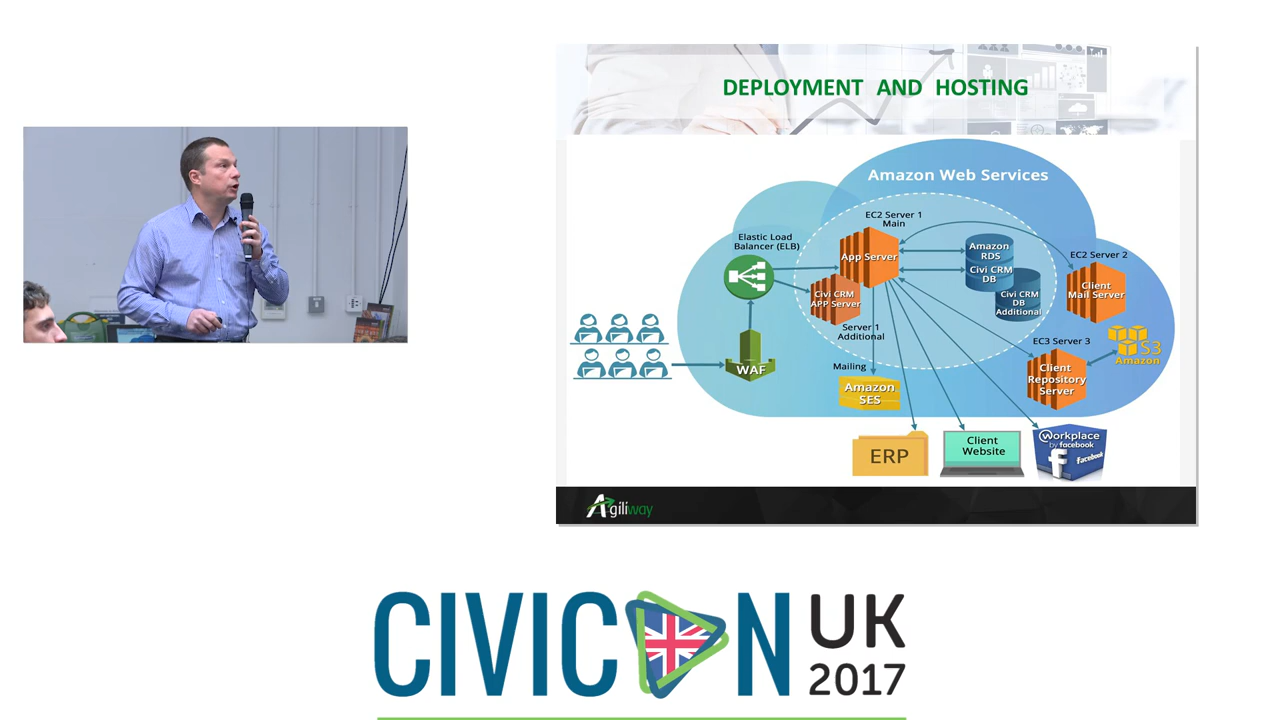 DEPLOYMENT AND HOSTING
Amazon Web Services
EC2 Server 1
Main
Elastic Load
Balancer (ELB)
App Server
Amazon
RDS
Civi CRM
DB
EC2 Server 2
Client
Mail Server
Civi CRM
APP Server
Civi CRM
DB
Additional
Server 1
Additional
EC3 Server 3
S3
Amazon
WAF
Mailing
Client
Repository
Server
Amazon
SES
ERP
Client
Website
Workplace
by facebook
f
facebook
Agiliway
CIVICON UK
2017